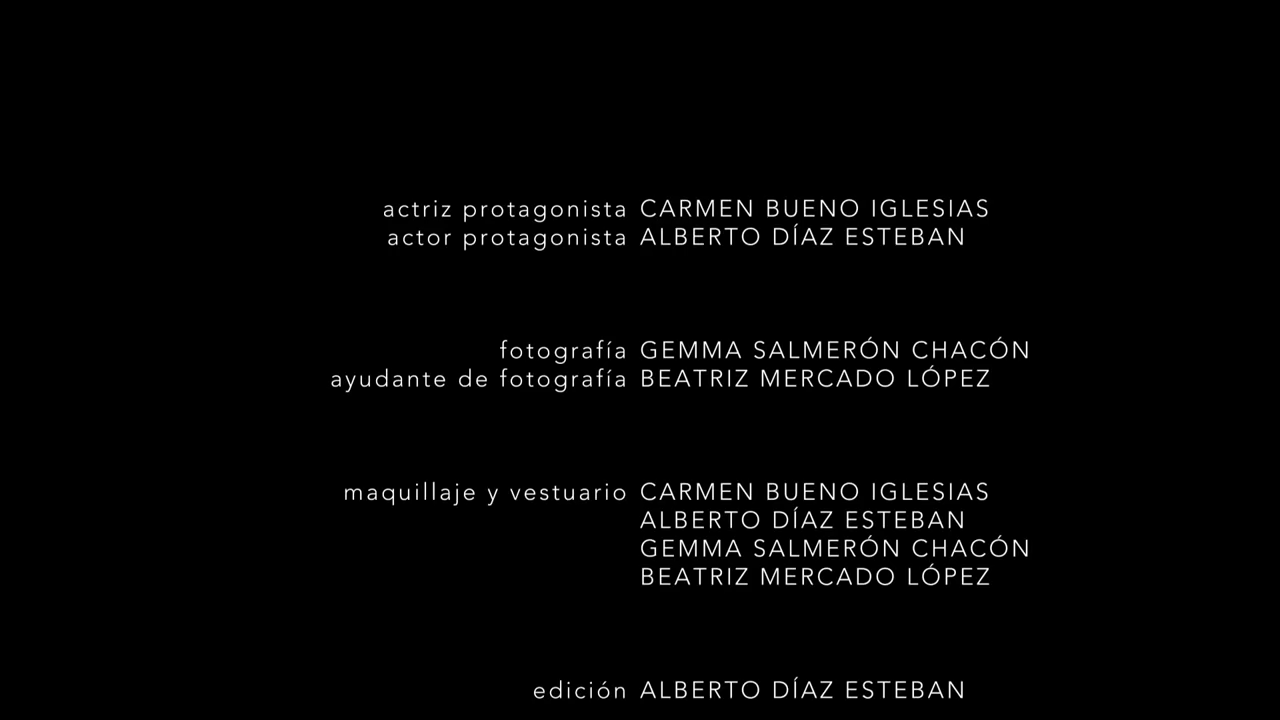 actriz protagonista CARMEN BUENO IGLESIAS
actor protagonista ALBERTO DÍAZ ESTEBAN
fotografía GEMMA SALMERÓN CHACÓN
ayudante de fotografía BEATRIZ MERCADO LÓPEZ
maquillaje y vestuario CARMEN BUENO IGLESIAS
ALBERTO DÍAZ ESTEBAN
GEMMA SALMERÓN CHACÓN
BEATRIZ MERCADO LÓPEZ
edición ALBERTO DÍAZ ESTEBAN